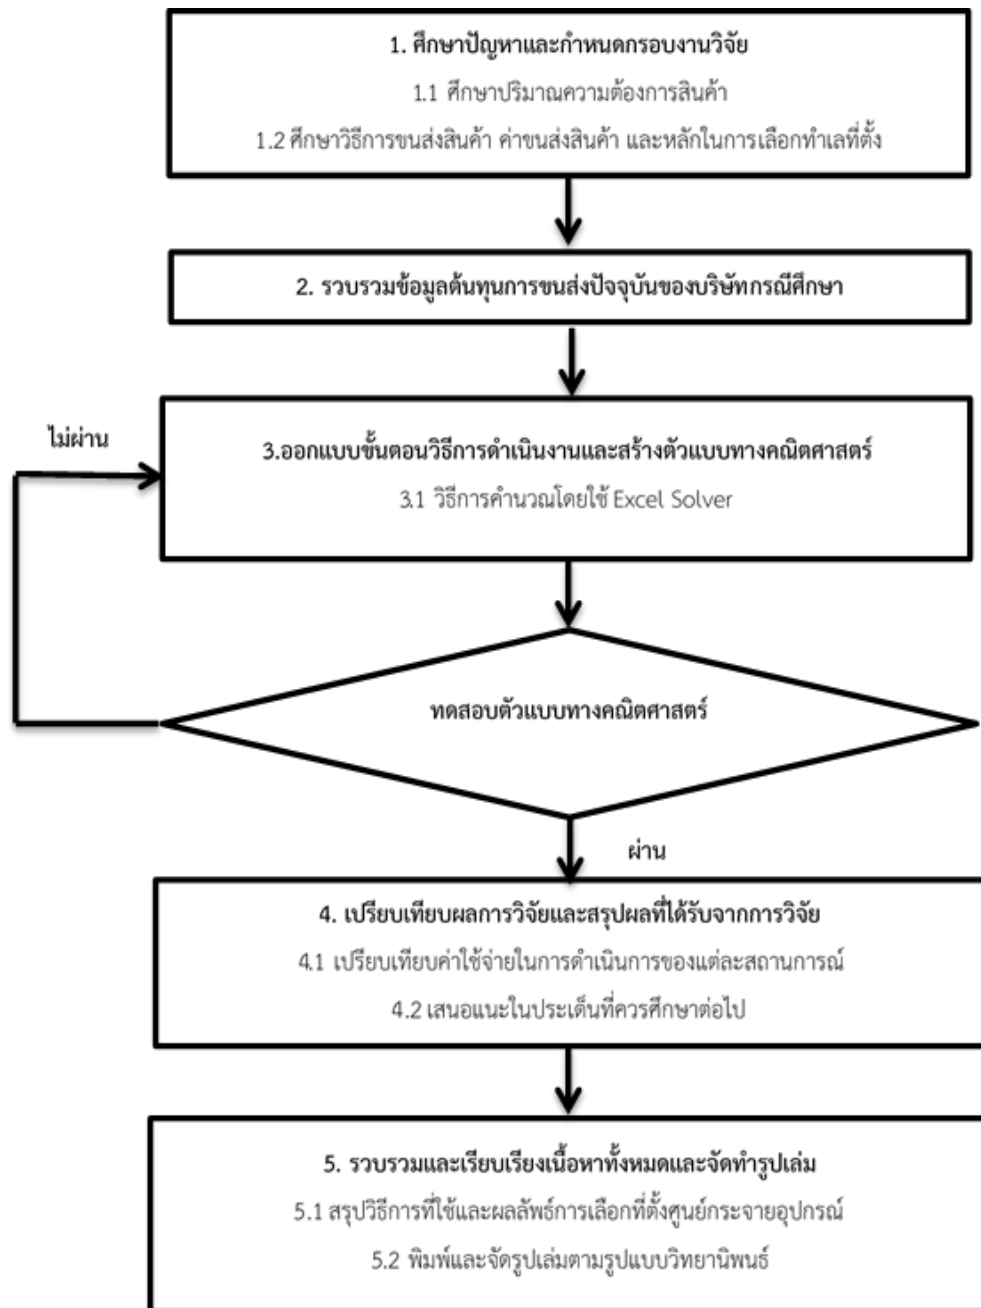 1. ศึกษาปัญหาและกำหนดกรอบงานวิจัย
1.1 ศึกษาปริมาณความต้องการสินค้า
1.2 ศึกษาวิธีการขนส่งสินค้า ค่าขนส่งสินค้า และหลักในการเลือกทำเลที่ตั้ง
2. รวบรวมข้อมูลต้นทุนการขนส่งปัจจุบันของบริษัทกรณีศึกษา
ไม่ผ่าน
3.ออกแบบขั้นตอนวิธีการดำเนินงานและสร้างตัวแบบทางคณิตศาสตร์
3.1 วิธีการคำนวณโดยใช้ Excel Solver
ทดสอบตัวแบบทางคณิตศาสตร์
ผ่าน
4. เปรียบเทียบผลการวิจัยและสรุปผลที่ได้รับจากการวิจัย
4.1 เปรียบเทียบค่าใช้จ่ายในการดำเนินการของแต่ละสถานการณ์
4.2 เสนอแนะในประเด็นที่ควรศึกษาต่อไป
5. รวบรวมและเรียบเรียงเนื้อหาทั้งหมดและจัดทำรูปเล่ม
5.1 สรุปวิธีการที่ใช้และผลลัพธ์การเลือกที่ตั้งศูนย์กระจายอุปกรณ์
5.2 พิมพ์และจัดรูปเล่มตามรูปแบบวิทยานิพนธ์